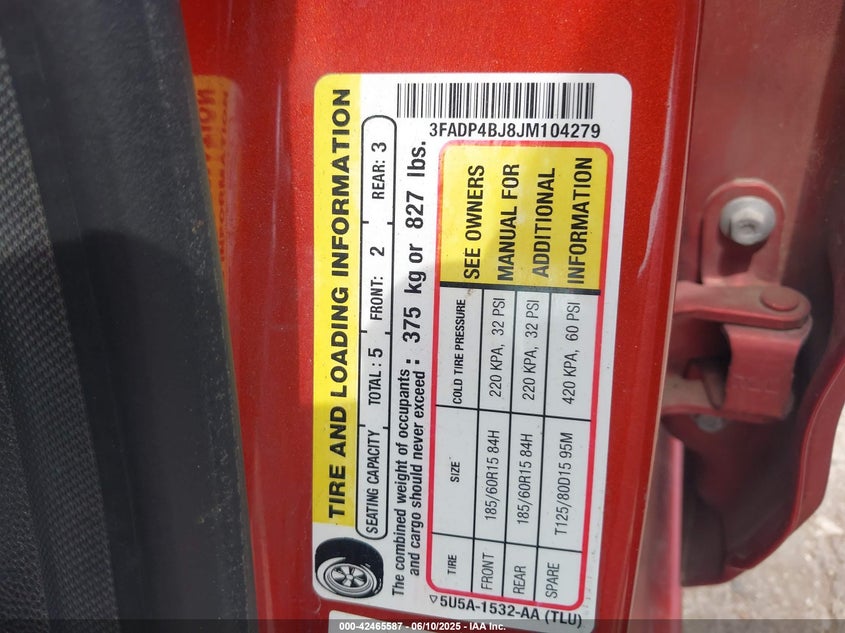 TIRE AND LOADING INFORMATION
SEATING CAPACITY TOTAL: 5 FRONT: 2 REAR: 3
The combined weight of occupants
and cargo should never exceed : 375 kg or 827 lbs.
3FADP4BJ8JM104279
TIRE SIZE COLD TIRE PRESSURE
FRONT 185/60R15 84H 220 KPA, 32 PSI
REAR 185/60R15 84H 220 KPA, 32 PSI
SPARE T125/80D15 95M 420 KPA, 60 PSI
SEE OWNERS
MANUAL FOR
ADDITIONAL
INFORMATION
▽5U5A-1532-AA (TLU)
000-42465587 - 06/10/2025 - IAA Inc.